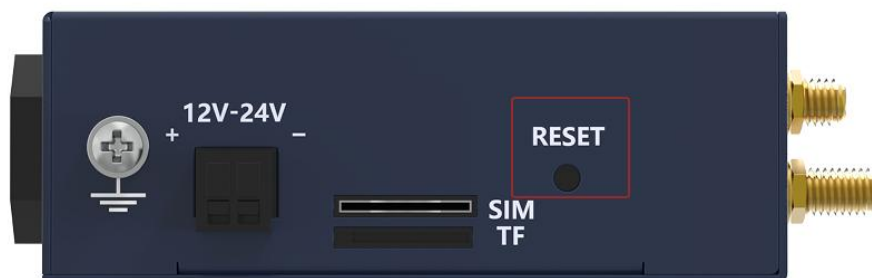 12V-24V
+ −
RESET
SIM
TF